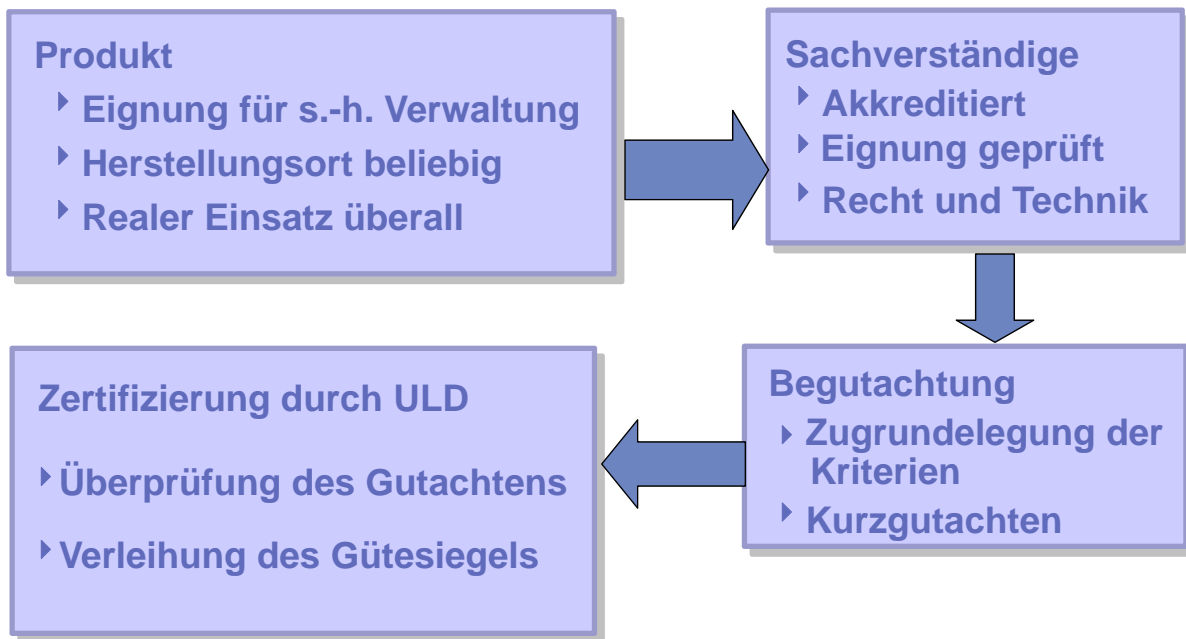 Produkt
Eignung für s.-h. Verwaltung
Herstellungsort beliebig
Realer Einsatz überall
Sachverständige
Akkreditiert
Eignung geprüft
Recht und Technik
Begutachtung
Zugrundelegung der
Kriterien
Kurzgutachten
Zertifizierung durch ULD
Überprüfung des Gutachtens
Verleihung des Gütesiegels